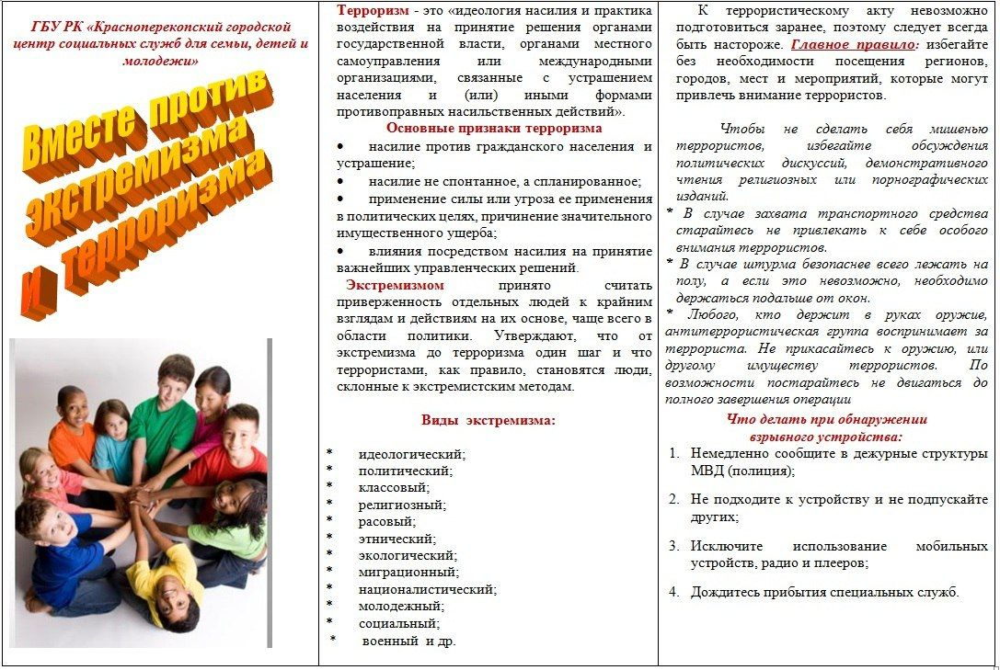 ГБУ РК «Красноперекопский городской
центр социальных служб для семьи, детей и
молодежи»
Вместе против
экстремизма
и терроризма
Терроризм - это «идеология насилия и практика
воздействия на принятие решения органами
государственной власти, органами местного
самоуправления или международными
организациями, связанные с устрашением
населения и (или) иными формами
противоправных насильственных действий».
Основные признаки терроризма
• насилие против гражданского населения и
устрашение;
• насилие не спонтанное, а спланированное;
• применение силы или угроза ее применения
в политических целях, причинение значительного
имущественного ущерба;
• влияния посредством насилия на принятие
важнейших управленческих решений.
Экстремизмом принято считать
приверженность отдельных людей к крайним
взглядам и действиям на их основе, чаще всего в
области политики. Утверждают, что от
экстремизма до терроризма один шаг и что
террористами, как правило, становятся люди,
склонные к экстремистским методам.
Виды экстремизма:
* идеологический;
* политический;
* классовый;
* религиозный;
* расовый;
* этнический;
* экологический;
* миграционный;
* националистический;
* молодежный;
* социальный;
* военный и др.
К террористическому акту невозможно
подготовиться заранее, поэтому следует всегда
быть настороже. Главное правило: избегайте
без необходимости посещения регионов,
городов, мест и мероприятий, которые могут
привлечь внимание террористов.
Чтобы не сделать себя мишенью
террористов, избегайте обсуждения
политических дискуссий, демонстративного
чтения религиозных или порнографических
изданий.
* В случае захвата транспортного средства
старайтесь не привлекать к себе особого
внимания террористов.
* В случае штурма безопаснее всего лежать на
полу, а если это невозможно, необходимо
держаться подальше от окон.
* Любого, кто держит в руках оружие,
антитеррористическая группа воспринимает за
террориста. Не прикасайтесь к оружию, или
другому имуществу террористов. По
возможности постарайтесь не двигаться до
полного завершения операции
Что делать при обнаружении
взрывного устройства:
1. Немедленно сообщите в дежурные структуры
МВД (полиция);
2. Не подходите к устройству и не подпускайте
других;
3. Исключите использование мобильных
устройств, радио и плееров;
4. Дождитесь прибытия специальных служб.